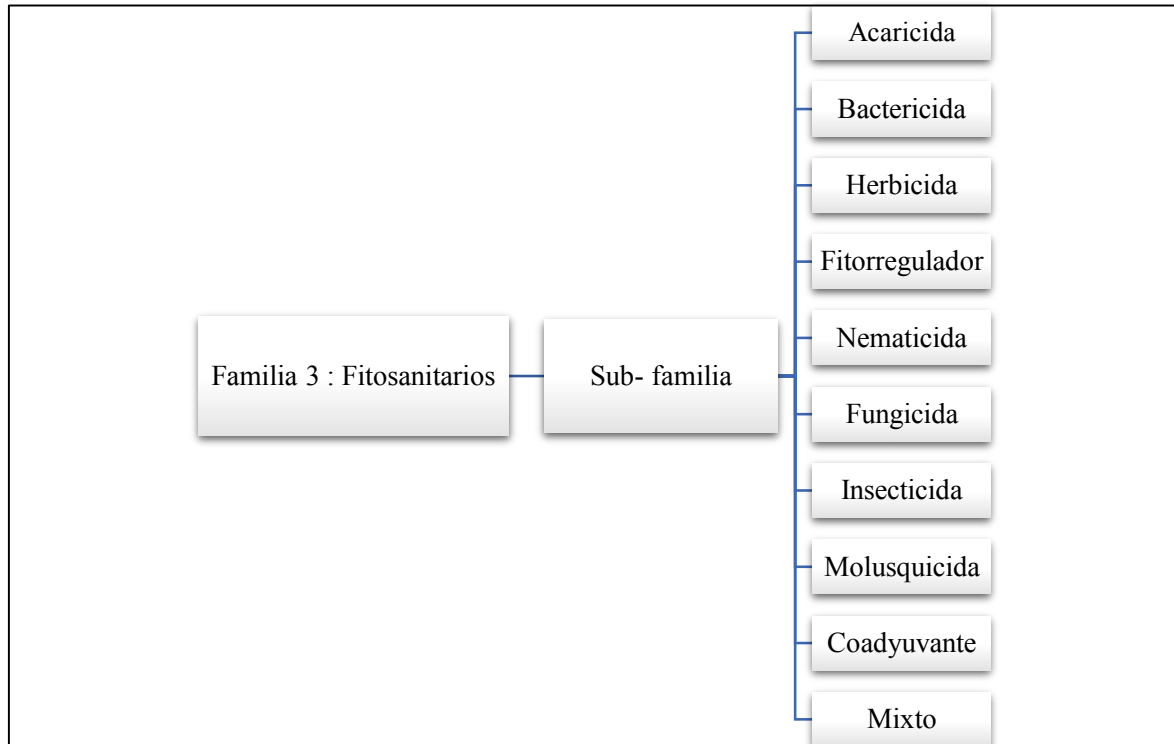 Familia 3 : Fitosanitarios
Sub- familia
Acaricida
Bactericida
Herbicida
Fitorregulador
Nematicida
Fungicida
Insecticida
Molusquicida
Coadyuvante
Mixto